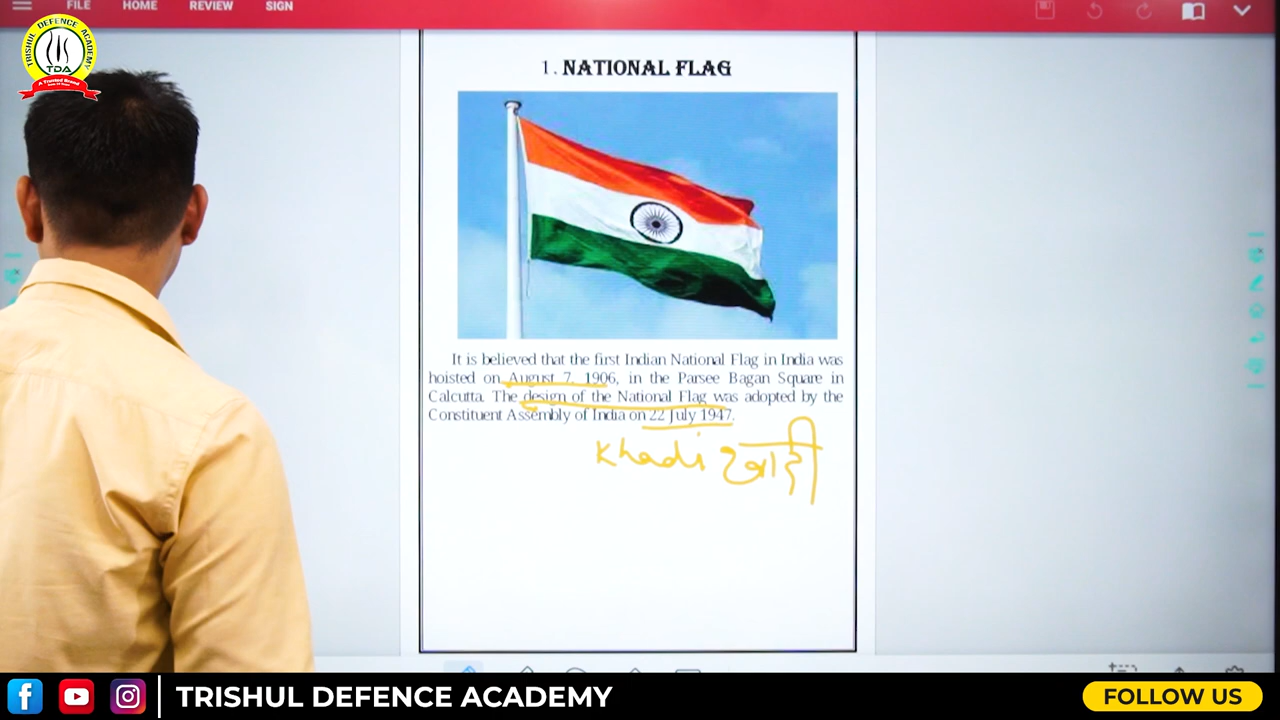 FILE HOME REVIEW SIGN
TRISHUL DEFENCE ACADEMY
TDA
A Trusted Brand
1. NATIONAL FLAG
It is believed that the first Indian National Flag in India was
hoisted on August 7, 1906, in the Parsee Bagan Square in
Calcutta. The design of the National Flag was adopted by the
Constituent Assembly of India on 22 July 1947.
Khadi खादी
TRISHUL DEFENCE ACADEMY
FOLLOW US